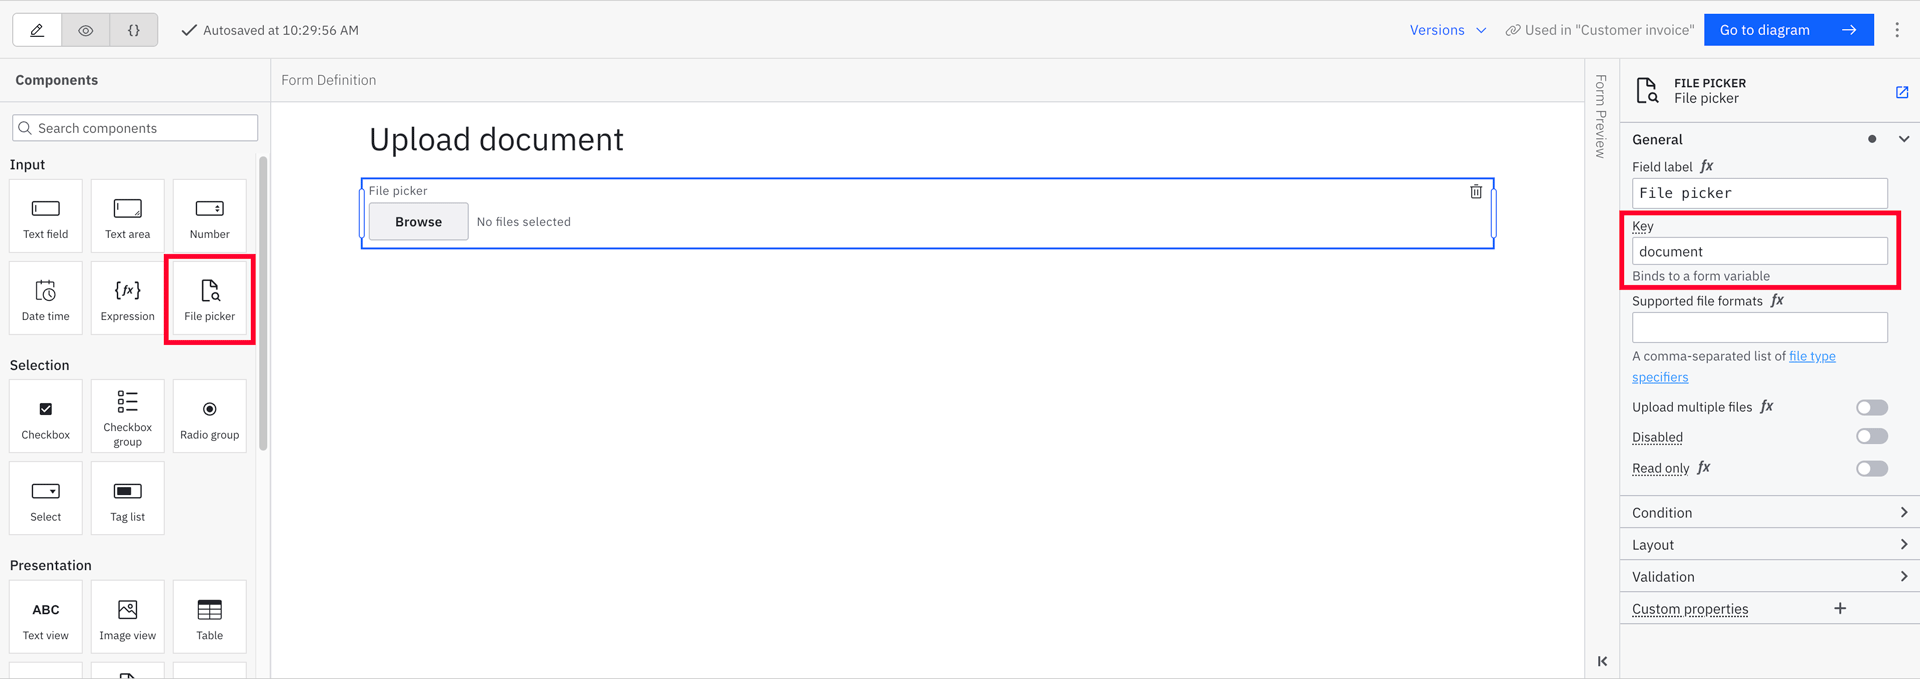 {}
Autosaved at 10:29:56 AM
Versions
Used in "Customer invoice"
Go to diagram
Components
Search components
Input
Text field
Text area
Number
Date time
{fx}
Expression
File picker
Selection
Checkbox
Checkbox
group
Radio group
Select
Tag list
Presentation
ABC
Text view
Image view
Table
Form Definition
Upload document
File picker
Browse
No files selected
Form Preview
FILE PICKER
File picker
General
Field label fx
File picker
Key
document
Binds to a form variable
Supported file formats fx
A comma-separated list of file type
specifiers
Upload multiple files fx
Disabled
Read only fx
Condition
Layout
Validation
Custom properties